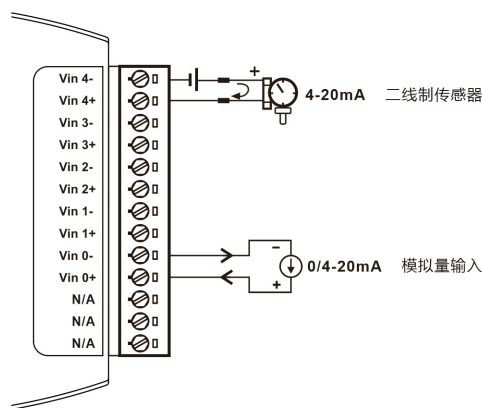 Vin 4-
+
Vin 4+
4-20mA 二线制传感器
Vin 3-
Vin 3+
Vin 2-
Vin 2+
Vin 1-
Vin 1+
Vin 0-
−
0/4-20mA 模拟量输入
Vin 0+
+
N/A
N/A
N/A